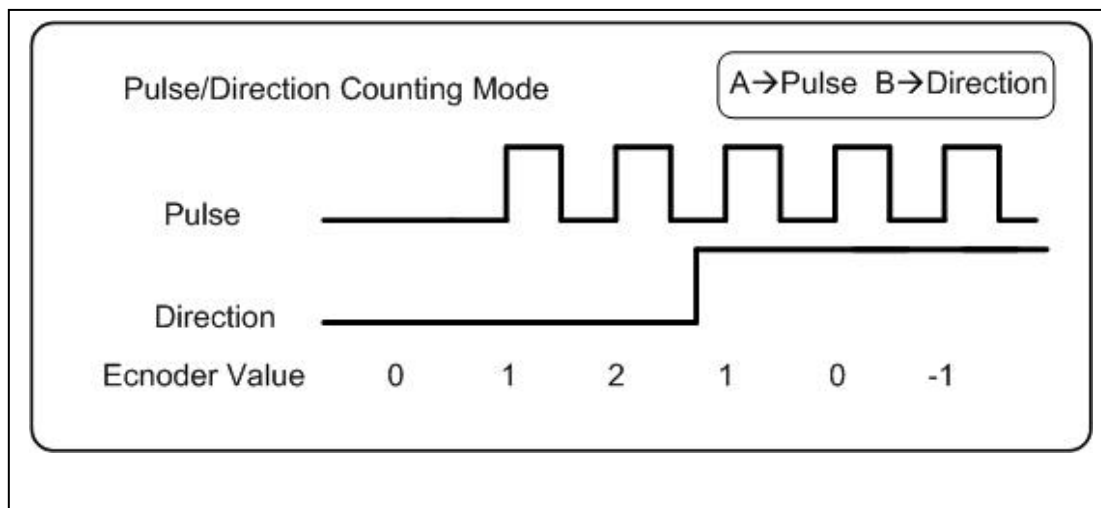 Pulse/Direction Counting Mode
A→Pulse B→Direction
Pulse
Direction
Ecnoder Value 0 1 2 1 0 -1